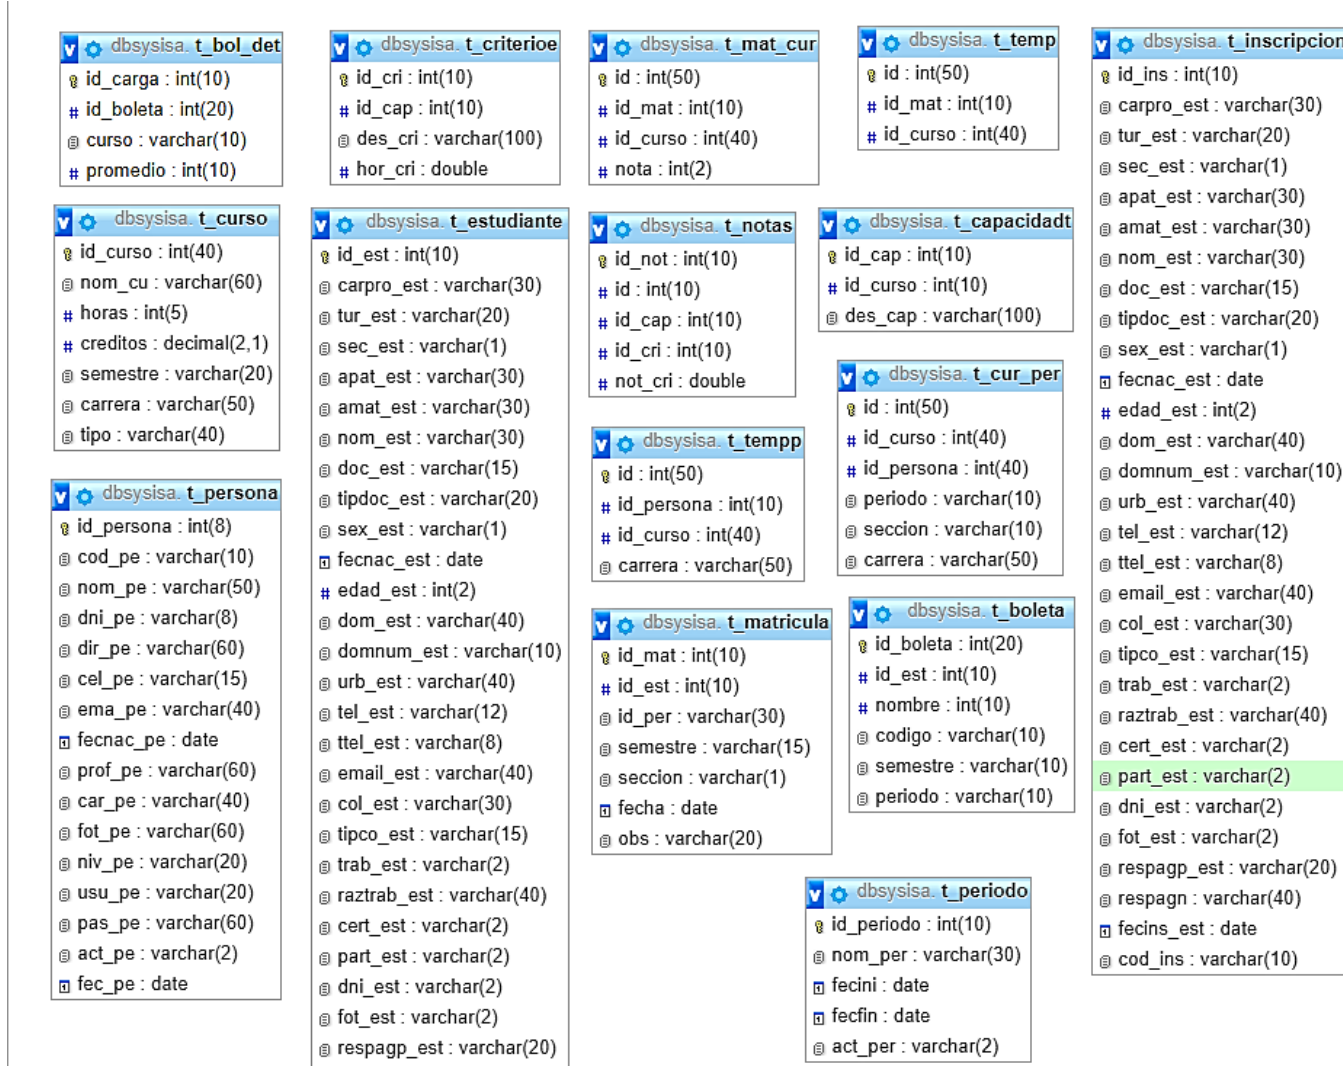 dbsysisa. t_bol_det
id_carga : int(10)
id_boleta : int(20)
curso : varchar(10)
promedio : int(10)
dbsysisa. t_criterioe
id_cri : int(10)
id_cap : int(10)
des_cri : varchar(100)
hor_cri : double
dbsysisa. t_mat_cur
id : int(50)
id_mat : int(10)
id_curso : int(40)
nota : int(2)
dbsysisa. t_temp
id : int(50)
id_mat : int(10)
id_curso : int(40)
dbsysisa. t_inscripcion
id_ins : int(10)
carpro_est : varchar(30)
tur_est : varchar(20)
sec_est : varchar(1)
apat_est : varchar(30)
amat_est : varchar(30)
nom_est : varchar(30)
doc_est : varchar(15)
tipdoc_est : varchar(20)
sex_est : varchar(1)
fecnac_est : date
edad_est : int(2)
dom_est : varchar(40)
domnum_est : varchar(10)
urb_est : varchar(40)
tel_est : varchar(12)
ttel_est : varchar(8)
email_est : varchar(40)
col_est : varchar(30)
tipco_est : varchar(15)
trab_est : varchar(2)
raztrab_est : varchar(40)
cert_est : varchar(2)
part_est : varchar(2)
dni_est : varchar(2)
fot_est : varchar(2)
respagp_est : varchar(20)
respagn : varchar(40)
fecins_est : date
cod_ins : varchar(10)
dbsysisa. t_curso
id_curso : int(40)
nom_cu : varchar(60)
horas : int(5)
creditos : decimal(2,1)
semestre : varchar(20)
carrera : varchar(50)
tipo : varchar(40)
dbsysisa. t_estudiante
id_est : int(10)
carpro_est : varchar(30)
tur_est : varchar(20)
sec_est : varchar(1)
apat_est : varchar(30)
amat_est : varchar(30)
nom_est : varchar(30)
doc_est : varchar(15)
tipdoc_est : varchar(20)
sex_est : varchar(1)
fecnac_est : date
edad_est : int(2)
dom_est : varchar(40)
domnum_est : varchar(10)
urb_est : varchar(40)
tel_est : varchar(12)
ttel_est : varchar(8)
email_est : varchar(40)
col_est : varchar(30)
tipco_est : varchar(15)
trab_est : varchar(2)
raztrab_est : varchar(40)
cert_est : varchar(2)
part_est : varchar(2)
dni_est : varchar(2)
fot_est : varchar(2)
respagp_est : varchar(20)
dbsysisa. t_notas
id_not : int(10)
id : int(10)
id_cap : int(10)
id_cri : int(10)
not_cri : double
dbsysisa. t_capacidadt
id_cap : int(10)
id_curso : int(10)
des_cap : varchar(100)
dbsysisa. t_cur_per
id : int(50)
id_curso : int(40)
id_persona : int(40)
periodo : varchar(10)
seccion : varchar(10)
carrera : varchar(50)
dbsysisa. t_tempp
id : int(50)
id_persona : int(10)
id_curso : int(40)
carrera : varchar(50)
dbsysisa. t_persona
id_persona : int(8)
cod_pe : varchar(10)
nom_pe : varchar(50)
dni_pe : varchar(8)
dir_pe : varchar(60)
cel_pe : varchar(15)
ema_pe : varchar(40)
fecnac_pe : date
prof_pe : varchar(60)
car_pe : varchar(40)
fot_pe : varchar(60)
niv_pe : varchar(20)
usu_pe : varchar(20)
pas_pe : varchar(60)
act_pe : varchar(2)
fec_pe : date
dbsysisa. t_matricula
id_mat : int(10)
id_est : int(10)
id_per : varchar(30)
semestre : varchar(15)
seccion : varchar(1)
fecha : date
obs : varchar(20)
dbsysisa. t_boleta
id_boleta : int(20)
id_est : int(10)
nombre : int(10)
codigo : varchar(10)
semestre : varchar(10)
periodo : varchar(10)
dbsysisa. t_periodo
id_periodo : int(10)
nom_per : varchar(30)
fecini : date
fecfin : date
act_per : varchar(2)